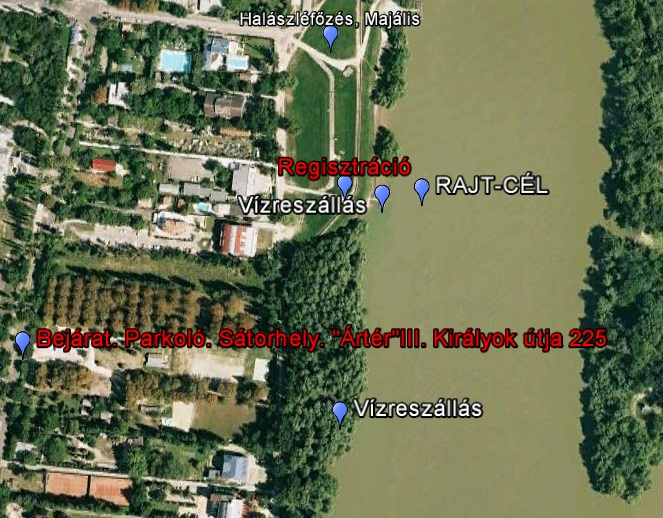 Halászléfőzés, Majális
Regisztráció
RAJT-CÉL
Vízreszállás
Bejárat. Parkoló. Sátorhely. "Ártér"III. Királyok útja 225
Vízreszállás